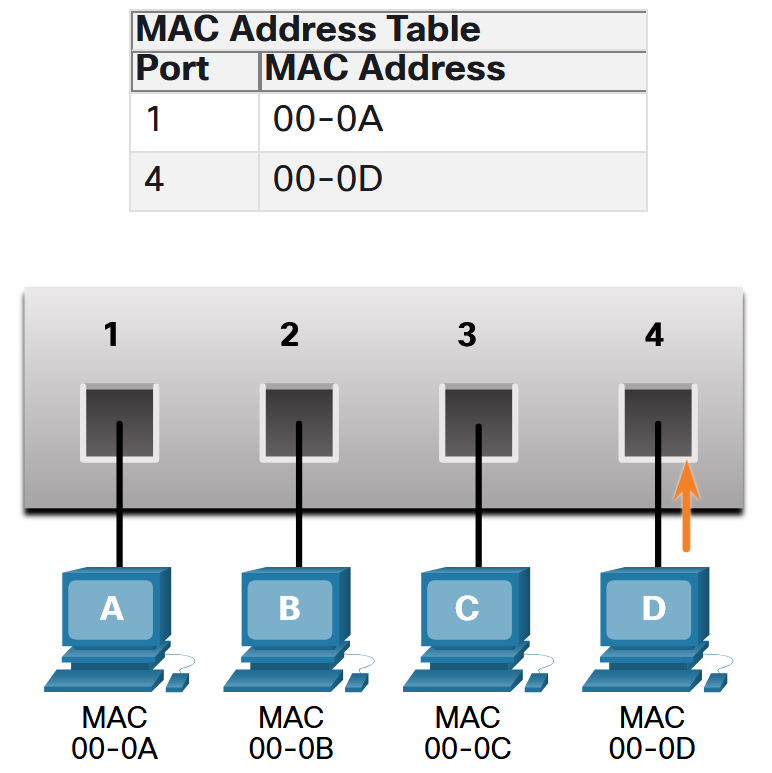 MAC Address Table
Port MAC Address
1 00-0A
4 00-0D
1 2 3 4
A B C D
MAC MAC MAC MAC
00-0A 00-0B 00-0C 00-0D